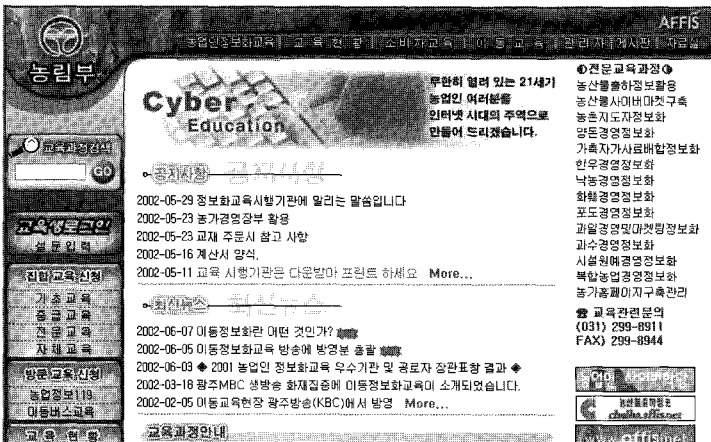 AFFIS
농업인정보화교육 | 교 육 현 황 | 소비자교육 | 이 동 교 육 | 관리자 | 게시판 | 자료실
농림부
교육과정검색
GO
교육생로그인
설문입력
집합교육신청
기초교육
중급교육
전문교육
자체교육
방문교육신청
농업정보119
이동버스교육
교 육 현 황
Cyber
Education
무한히 열려 있는 21세기
농업인 여러분을
인터넷 시대의 주역으로
만들어 드리겠습니다.
공지사항
2002-05-29 정보화교육시행기관에 알리는 말씀입니다
2002-05-23 농가경영장부 활용
2002-05-23 교재 주문시 참고 사항
2002-05-16 계산서 양식.
2002-05-11 교육 시행기관은 다운받아 프린트 하세요 More...
최신뉴스
2002-06-07 이동정보화란 어떤 것인가?
2002-06-05 이동정보화교육 방송에 방영분 총괄
2002-06-03 ◆ 2001 농업인 정보화교육 우수기관 및 공로자 장관표창 결과 ◆
2002-03-18 광주MBC 생방송 화재집중에 이동정보화교육이 소개되었습니다.
2002-02-05 이동교육현장 광주방송(KBC)에서 방영 More...
교육과정안내
◐전문교육과정◑
농산물출하정보활용
농산물사이버마켓구축
농촌지도자정보화
양돈경영정보화
가축자가사료배합정보화
한우경영정보화
낙농경영정보화
화훼경영정보화
포도경영정보화
과일경영및마켓팅정보화
과수경영정보화
시설원예경영정보화
복합농업경영정보화
농가홈페이지구축관리
☎ 교육관련문의
(031) 299-8911
FAX) 299-8944